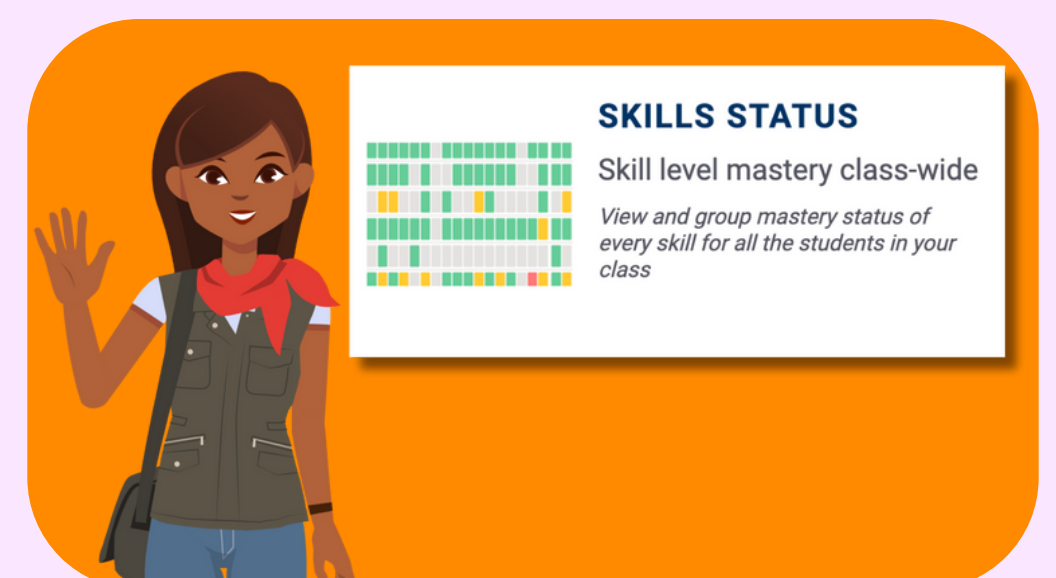 SKILLS STATUS
Skill level mastery class-wide
View and group mastery status of
every skill for all the students in your
class